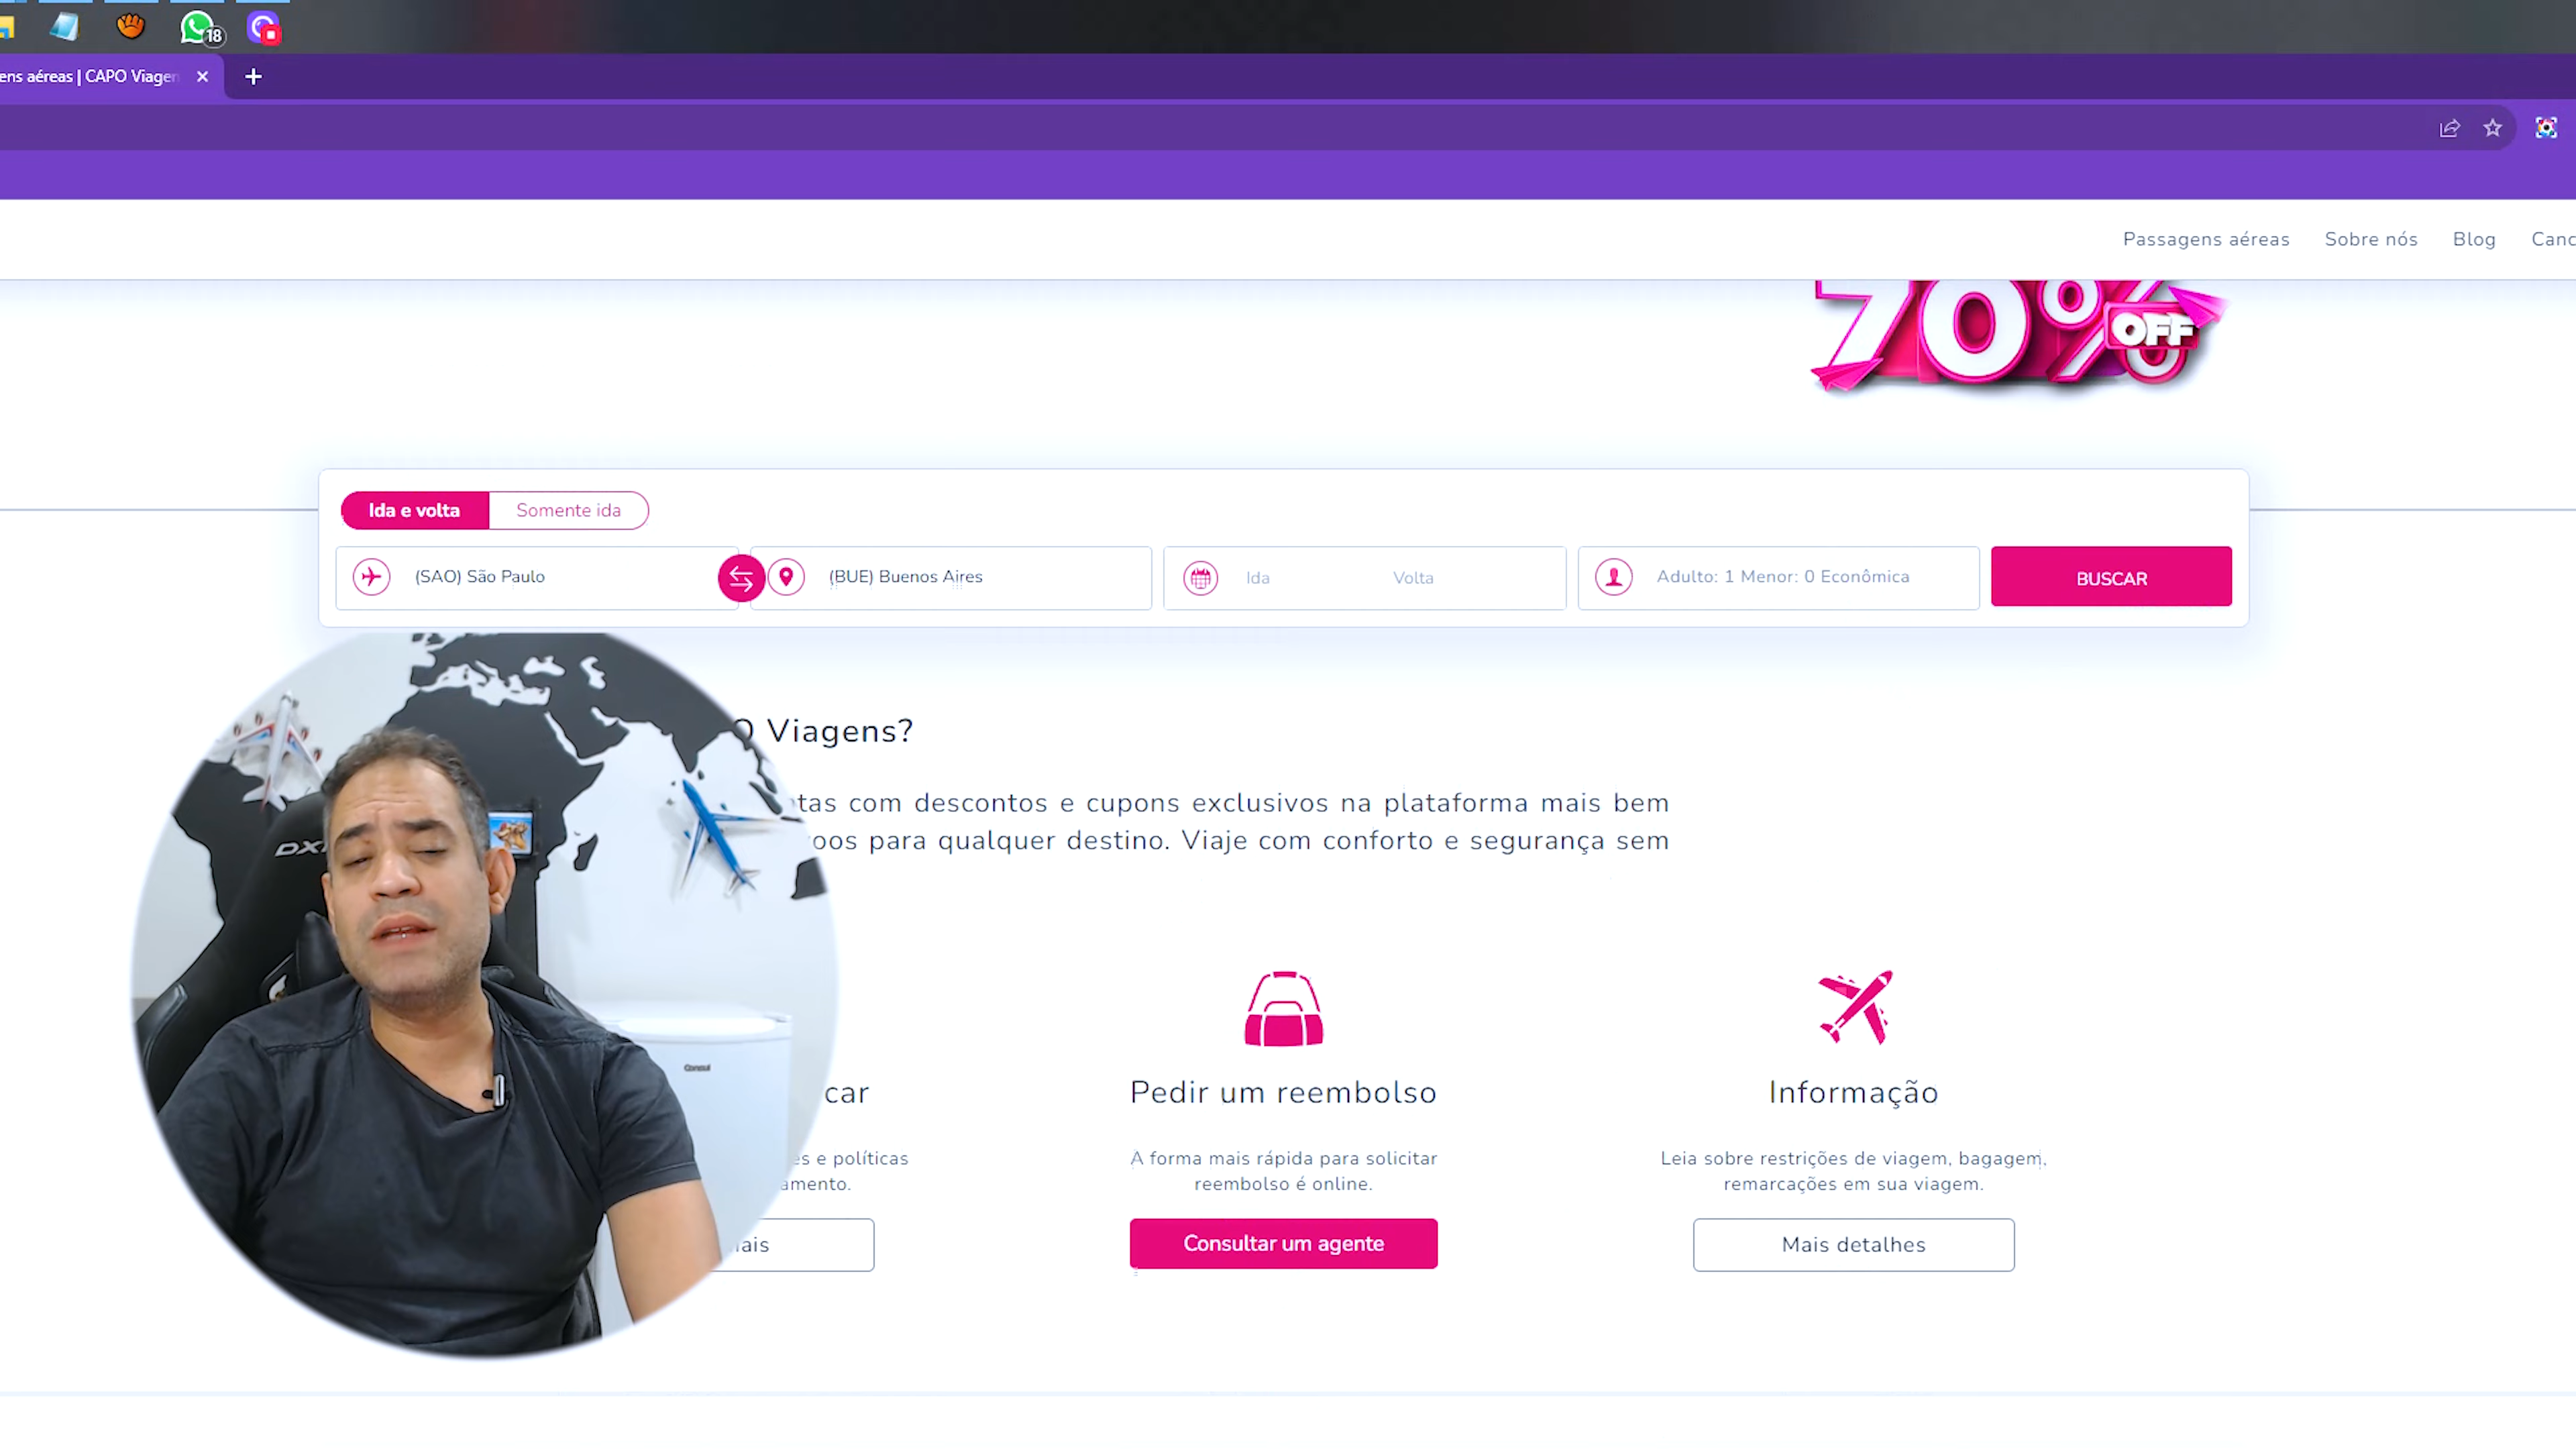 18
ens aéreas | CAPO Viagen
Passagens aéreas
Sobre nós
Blog
Canc
70%
OFF
Ida e volta
Somente ida
(SAO) São Paulo
(BUE) Buenos Aires
Ida
Volta
Adulto: 1 Menor: 0 Econômica
BUSCAR
O Viagens?
tas com descontos e cupons exclusivos na plataforma mais bem
voos para qualquer destino. Viaje com conforto e segurança sem
DX
Consul
car
es e políticas
amento.
ais
Pedir um reembolso
A forma mais rápida para solicitar
reembolso é online.
Consultar um agente
Informação
Leia sobre restrições de viagem, bagagem,
remarcações em sua viagem.
Mais detalhes